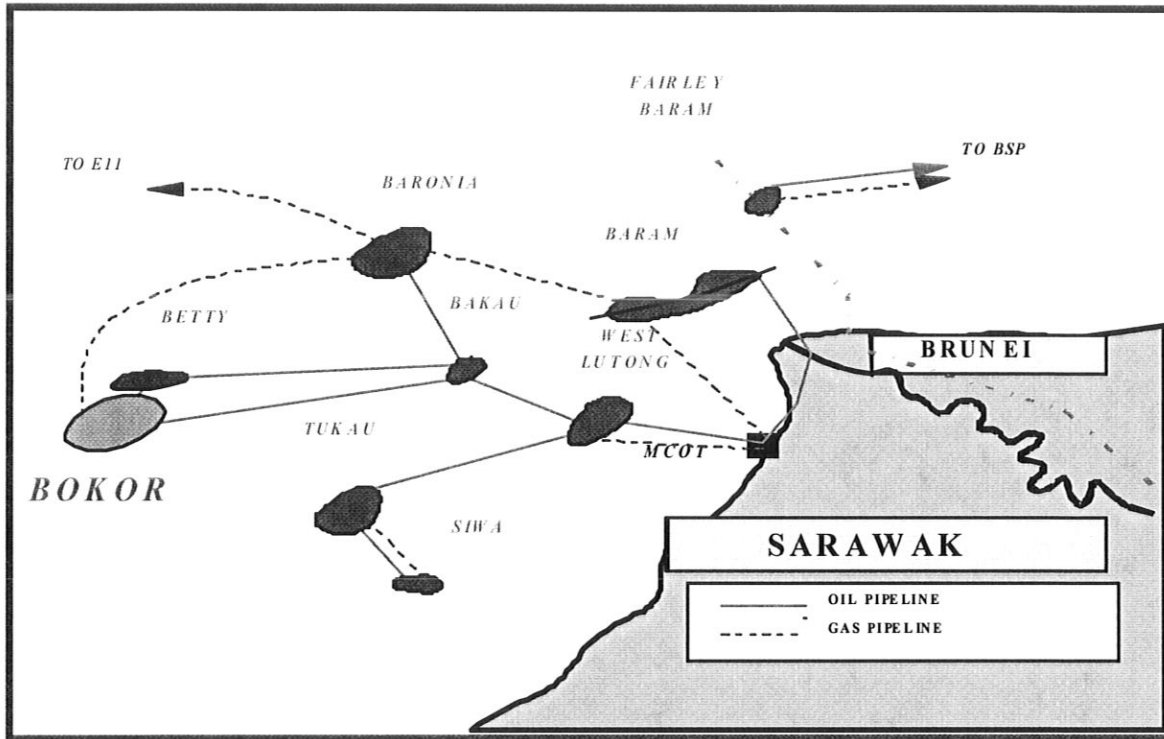 FAIRLEY
BARAM
TO E11
BARONIA
TO BSP
BARAM
BETTY
BAKAU
WEST
LUTONG
BRUNEI
TUKAU
MCOT
BOKOR
SIWA
SARAWAK
OIL PIPELINE
GAS PIPELINE